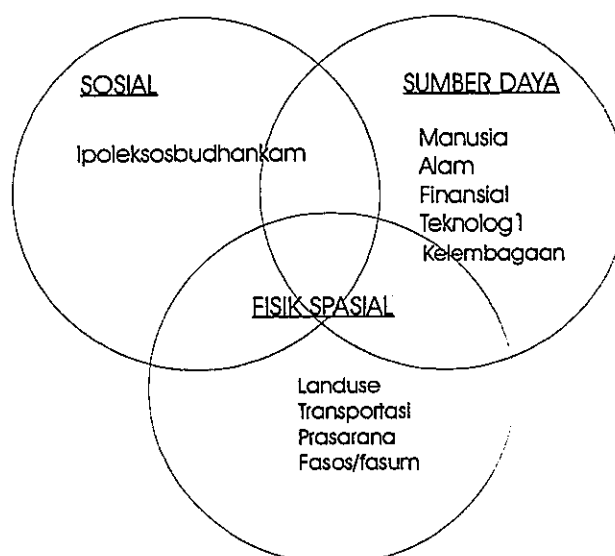 SOSIAL
Ipoleksosbudhankam
SUMBER DAYA
Manusia
Alam
Finansial
Teknolog1
Kelembagaan
FISIK SPASIAL
Landuse
Transportasi
Prasarana
Fasos/fasum